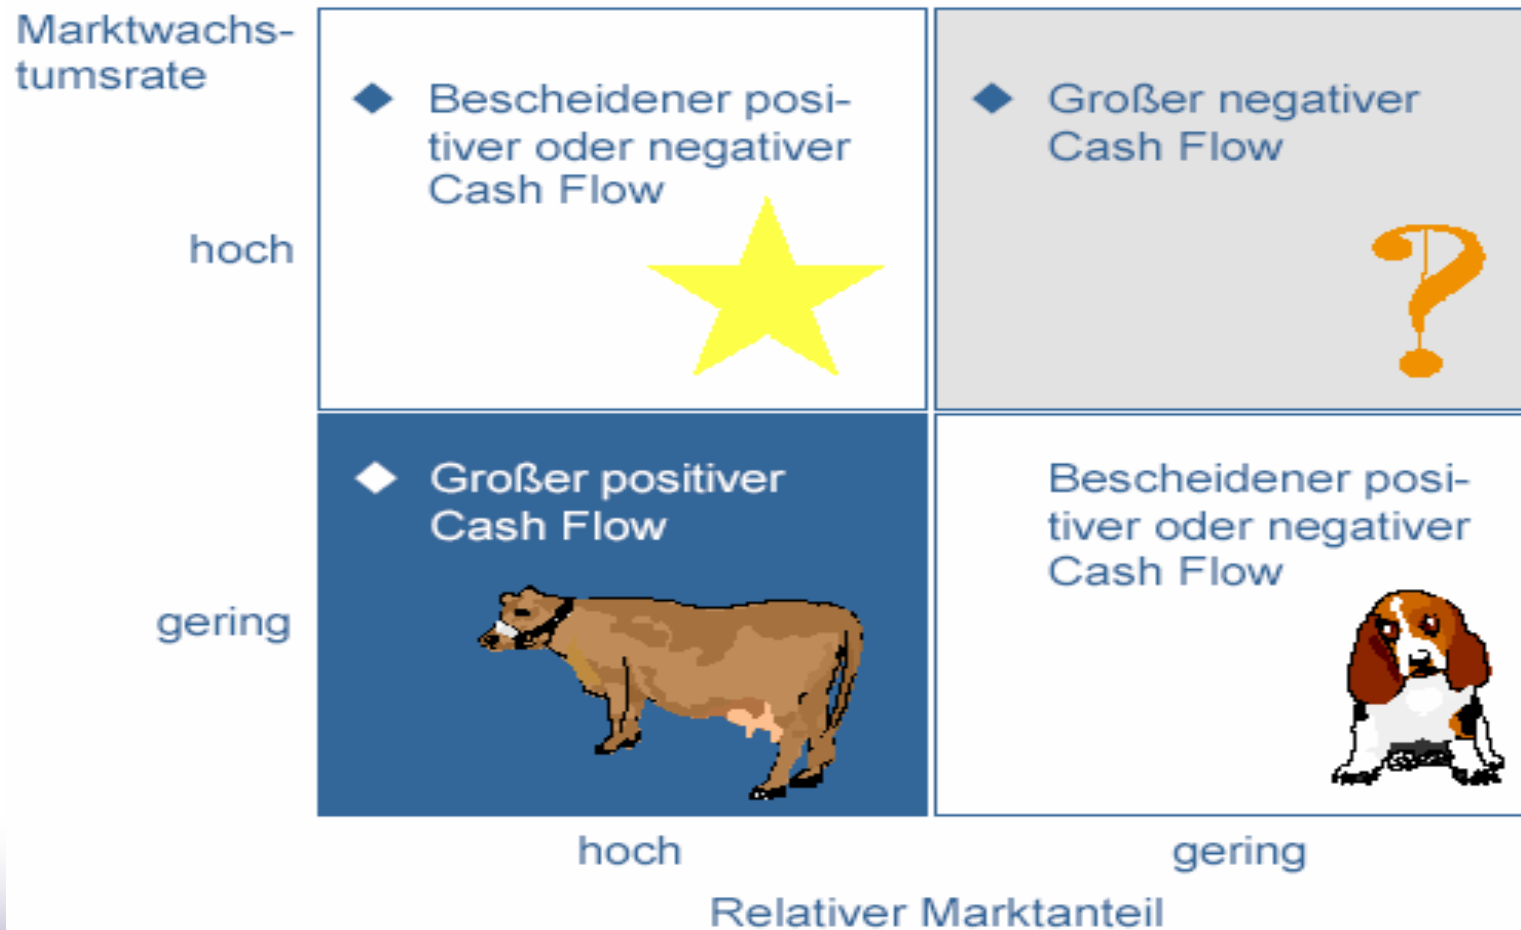 Marktwachs-
tumsrate
hoch
gering
◆ Bescheidener posi-
tiver oder negativer
Cash Flow
◆ Großer negativer
Cash Flow
?
◆ Großer positiver
Cash Flow
Bescheidener posi-
tiver oder negativer
Cash Flow
hoch
gering
Relativer Marktanteil